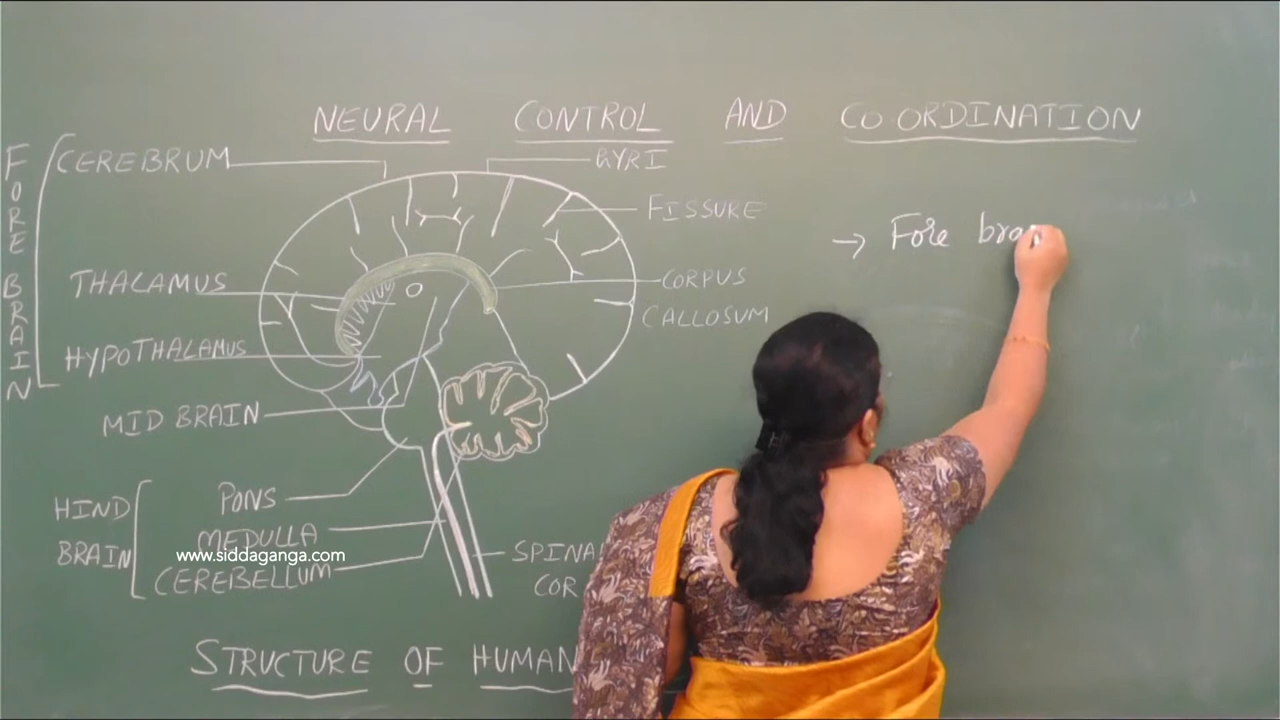 NEURAL CONTROL AND CO ORDINATION
FORE BRAIN
CEREBRUM
GYRI
FISSURE
THALAMUS
CORPUS
CALLOSUM
HYPOTHALAMUS
MID BRAIN
HIND
BRAIN
PONS
MEDULLA
www.siddaganga.com
CEREBELLUM
SPINA
COR
STRUCTURE OF HUMAN
→ Fore bra